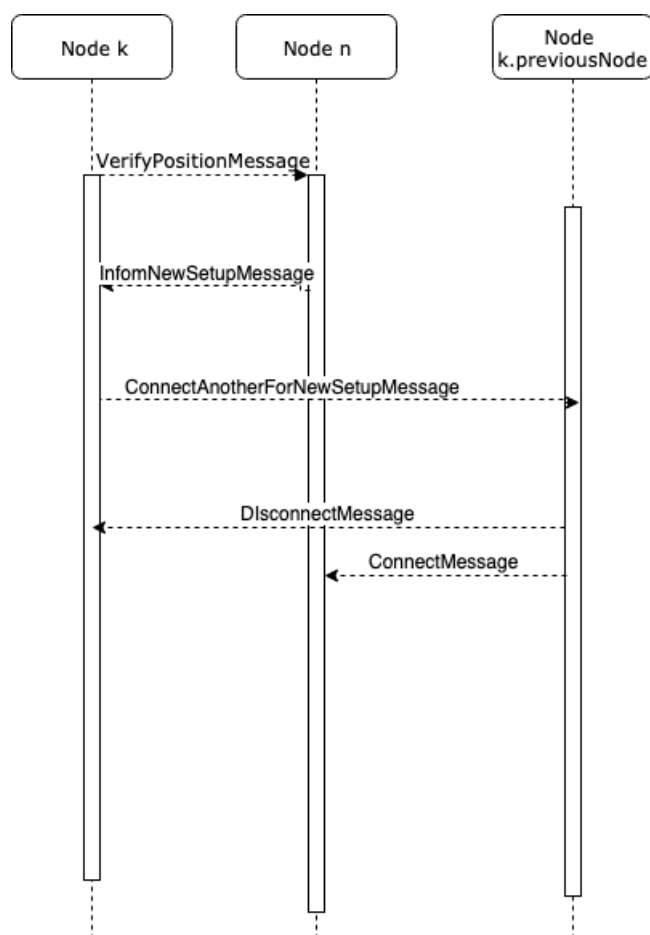 Node k
Node n
Node
k.previousNode
VerifyPositionMessage
InfomNewSetupMessage
ConnectAnotherForNewSetupMessage
DIsconnectMessage
ConnectMessage